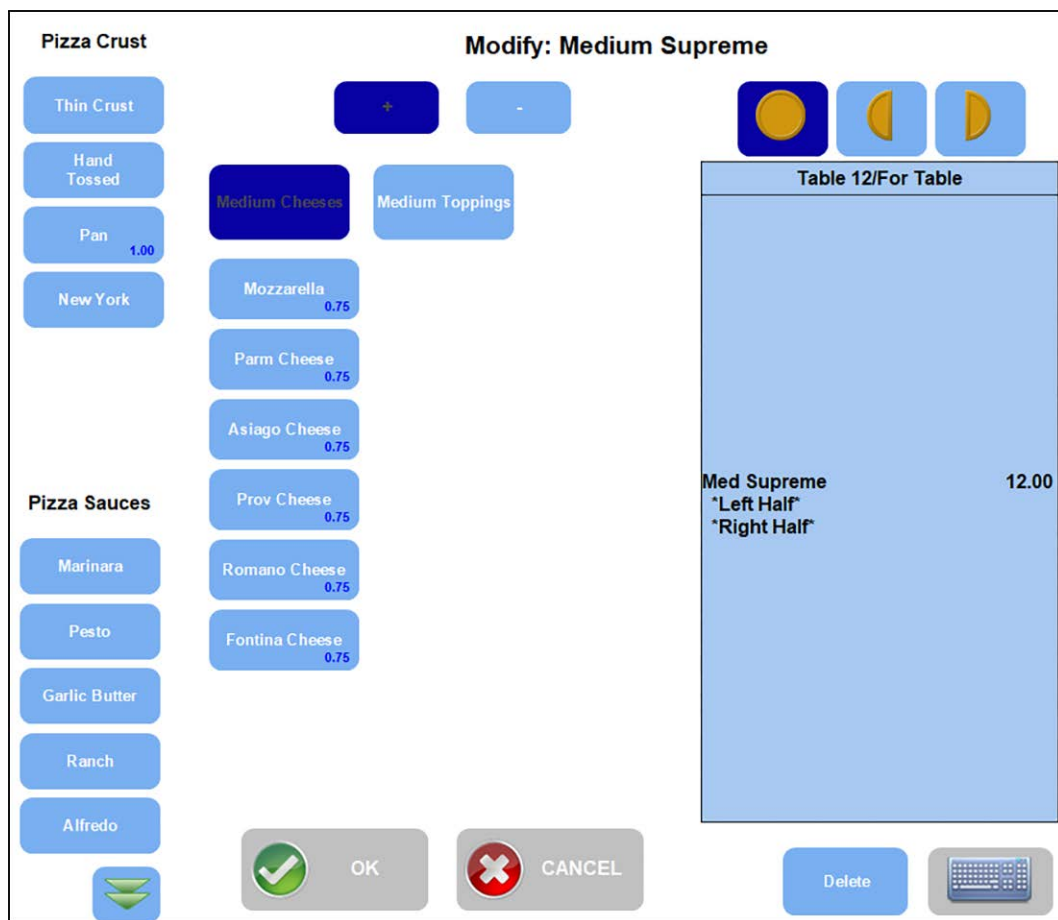 Pizza Crust
Modify: Medium Supreme
Thin Crust
Hand
Tossed
Pan
1.00
New York
+
-
Medium Cheeses
Medium Toppings
Mozzarella
0.75
Parm Cheese
0.75
Asiago Cheese
0.75
Prov Cheese
0.75
Romano Cheese
0.75
Fontina Cheese
0.75
Table 12/For Table
Med Supreme 12.00
*Left Half*
*Right Half*
Pizza Sauces
Marinara
Pesto
Garlic Butter
Ranch
Alfredo
OK
CANCEL
Delete